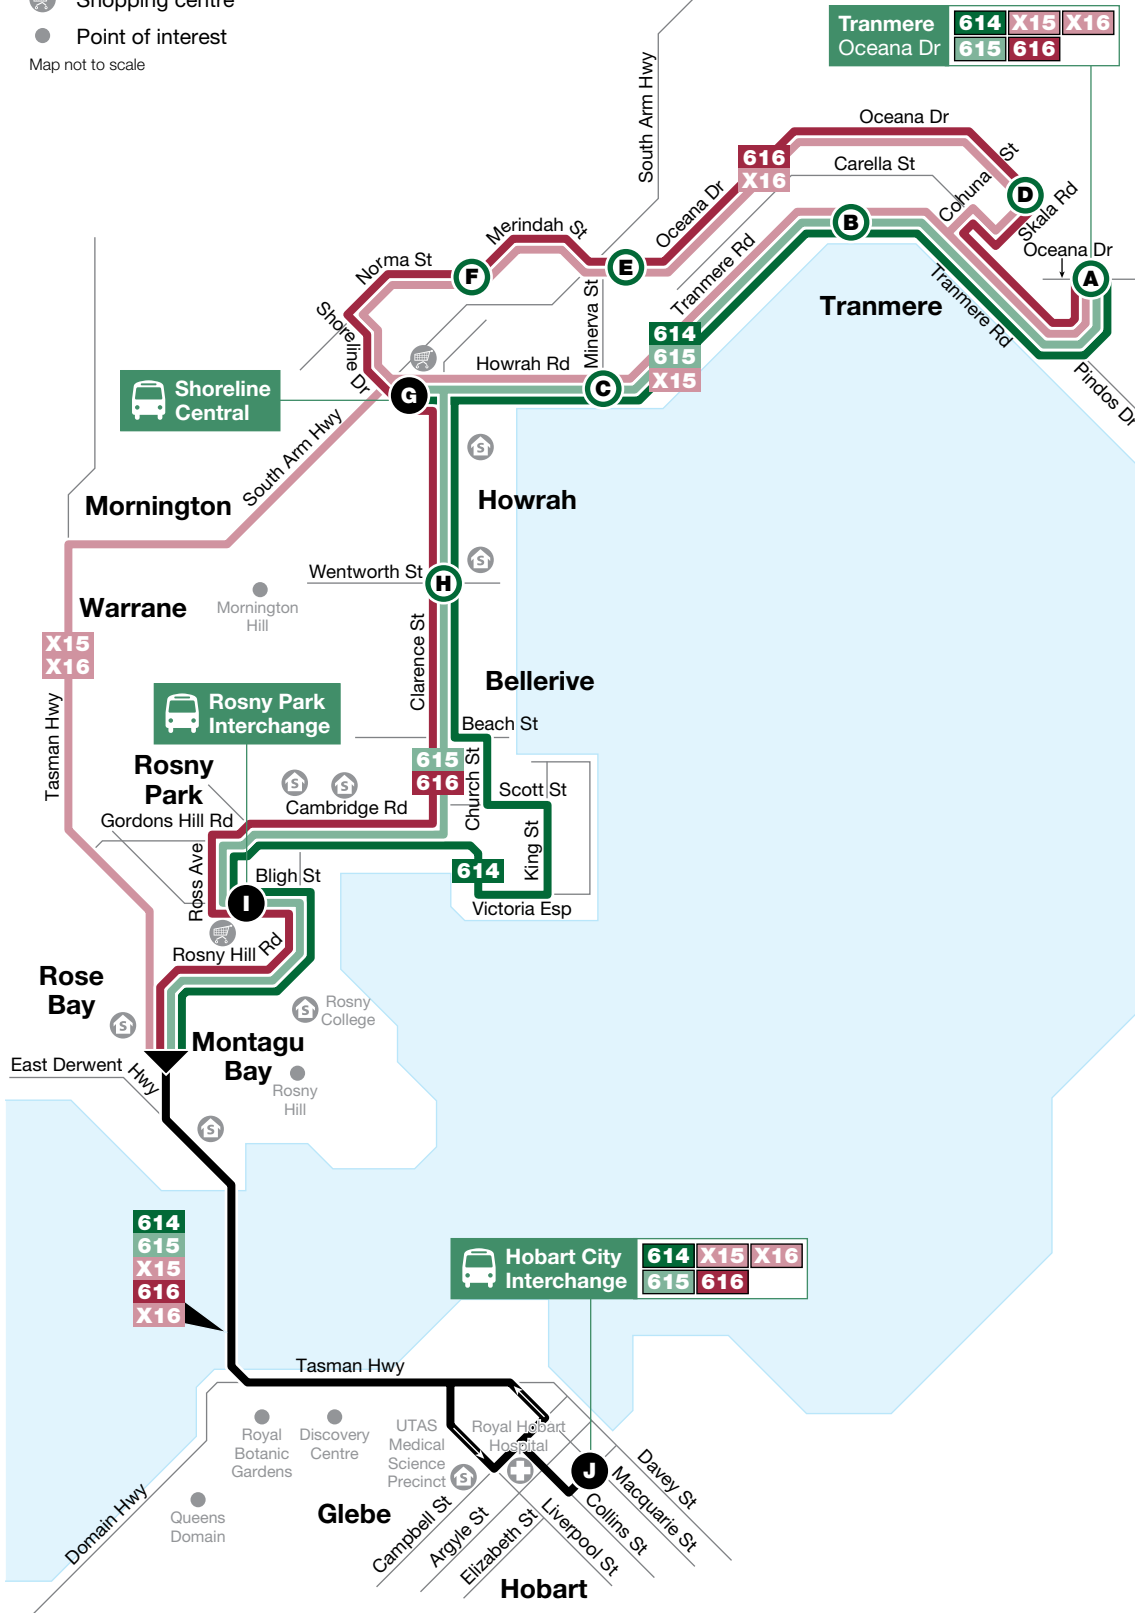 Shopping centre
Point of interest
Map not to scale
Tranmere
Oceana Dr
614 X15 X16
615 616
South Arm Hwy
Oceana Dr
616
X16
Carella St
Cohuna St
D
Skala Rd
Oceana Dr
A
Merindah St
Oceana Dr
B
E
Norma St
F
Tranmere Rd
Tranmere
Tranmere Rd
Shoreline Dr
Minerva St
614
615
X15
Howrah Rd
C
Pindos Dr
Shoreline
Central
G
South Arm Hwy
Mornington
Howrah
Wentworth St
H
Warrane
Mornington
Hill
X15
X16
Clarence St
Bellerive
Rosny Park
Interchange
Beach St
Tasman Hwy
Rosny
Park
615
616
Church St
Scott St
Cambridge Rd
Gordons Hill Rd
King St
Ross Ave
Bligh St
614
I
Victoria Esp
Rosny Hill Rd
Rose
Bay
Rosny
College
Montagu
Bay
East Derwent Hwy
Rosny
Hill
614
615
X15
616
X16
Hobart City
Interchange
614 X15 X16
615 616
Tasman Hwy
Royal
Botanic
Gardens
Discovery
Centre
UTAS
Medical
Science
Precinct
Royal Hobart
Hospital
J
Davey St
Macquarie St
Collins St
Liverpool St
Elizabeth St
Argyle St
Campbell St
Queens
Domain
Domain Hwy
Glebe
Hobart